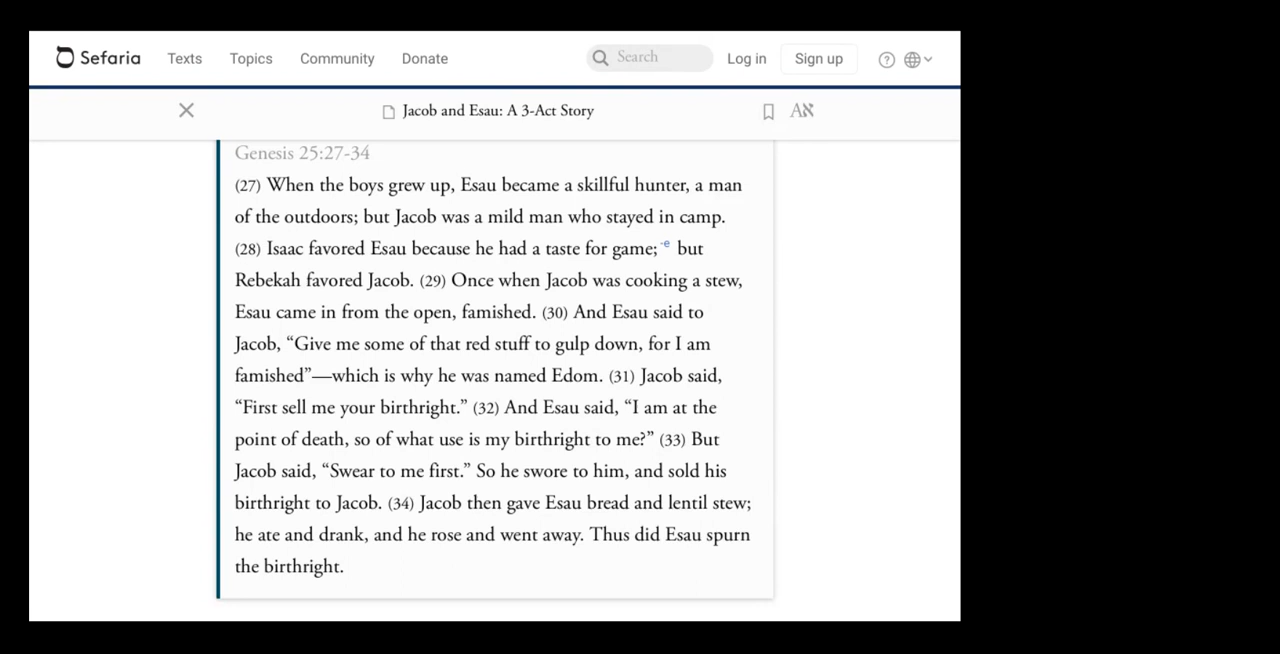 Sefaria Texts Topics Community Donate Search Log in Sign up
Jacob and Esau: A 3-Act Story Aא
Genesis 25:27-34
(27) When the boys grew up, Esau became a skillful hunter, a man
of the outdoors; but Jacob was a mild man who stayed in camp.
(28) Isaac favored Esau because he had a taste for game;-e but
Rebekah favored Jacob. (29) Once when Jacob was cooking a stew,
Esau came in from the open, famished. (30) And Esau said to
Jacob, “Give me some of that red stuff to gulp down, for I am
famished”—which is why he was named Edom. (31) Jacob said,
“First sell me your birthright.” (32) And Esau said, “I am at the
point of death, so of what use is my birthright to me?” (33) But
Jacob said, “Swear to me first.” So he swore to him, and sold his
birthright to Jacob. (34) Jacob then gave Esau bread and lentil stew;
he ate and drank, and he rose and went away. Thus did Esau spurn
the birthright.